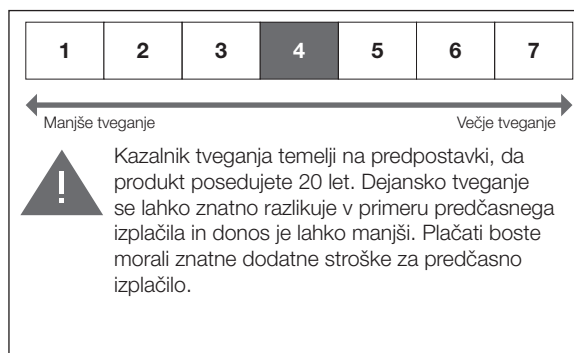 1 2 3 4 5 6 7
Manjše tveganje Večje tveganje
Kazalnik tveganja temelji na predpostavki, da
produkt posedujete 20 let. Dejansko tveganje
se lahko znatno razlikuje v primeru predčasnega
izplačila in donos je lahko manjši. Plačati boste
morali znatne dodatne stroške za predčasno
izplačilo.